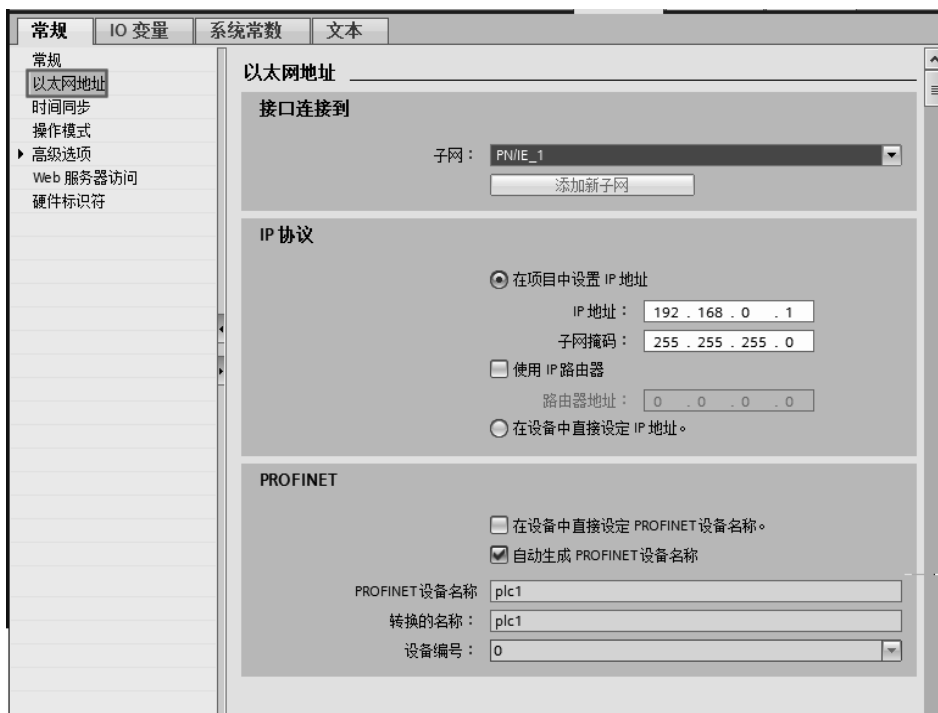 常规 IO 变量 系统常数 文本
常规
以太网地址
时间同步
操作模式
高级选项
Web 服务器访问
硬件标识符
以太网地址
接口连接到
子网： PN/IE_1
添加新子网
IP 协议
在项目中设置 IP 地址
IP 地址： 192 . 168 . 0 . 1
子网掩码： 255 . 255 . 255 . 0
使用 IP 路由器
路由器地址： 0 . 0 . 0 . 0
在设备中直接设定 IP 地址。
PROFINET
在设备中直接设定 PROFINET 设备名称。
自动生成 PROFINET 设备名称
PROFINET 设备名称 plc1
转换的名称： plc1
设备编号： 0